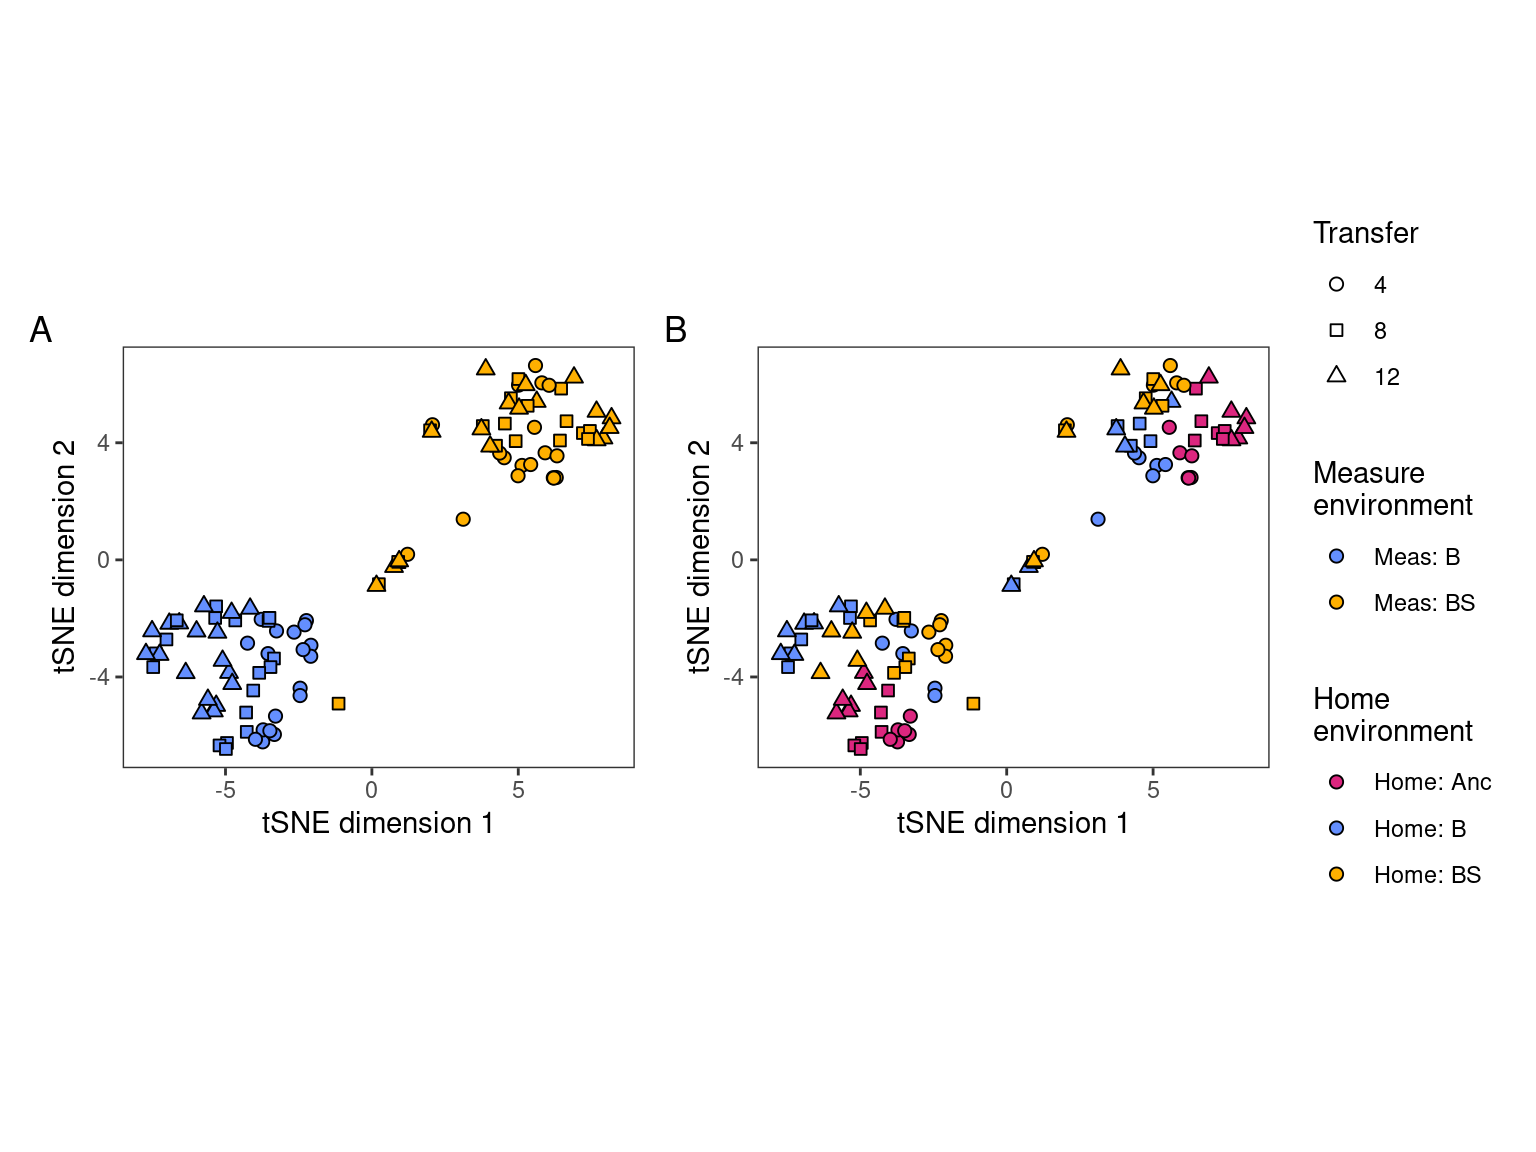 A
B
tSNE dimension 2
4
0
-4
-5
0
5
tSNE dimension 1
tSNE dimension 2
4
0
-4
-5
0
5
tSNE dimension 1
Transfer
4
8
12
Measure
environment
Meas: B
Meas: BS
Home
environment
Home: Anc
Home: B
Home: BS